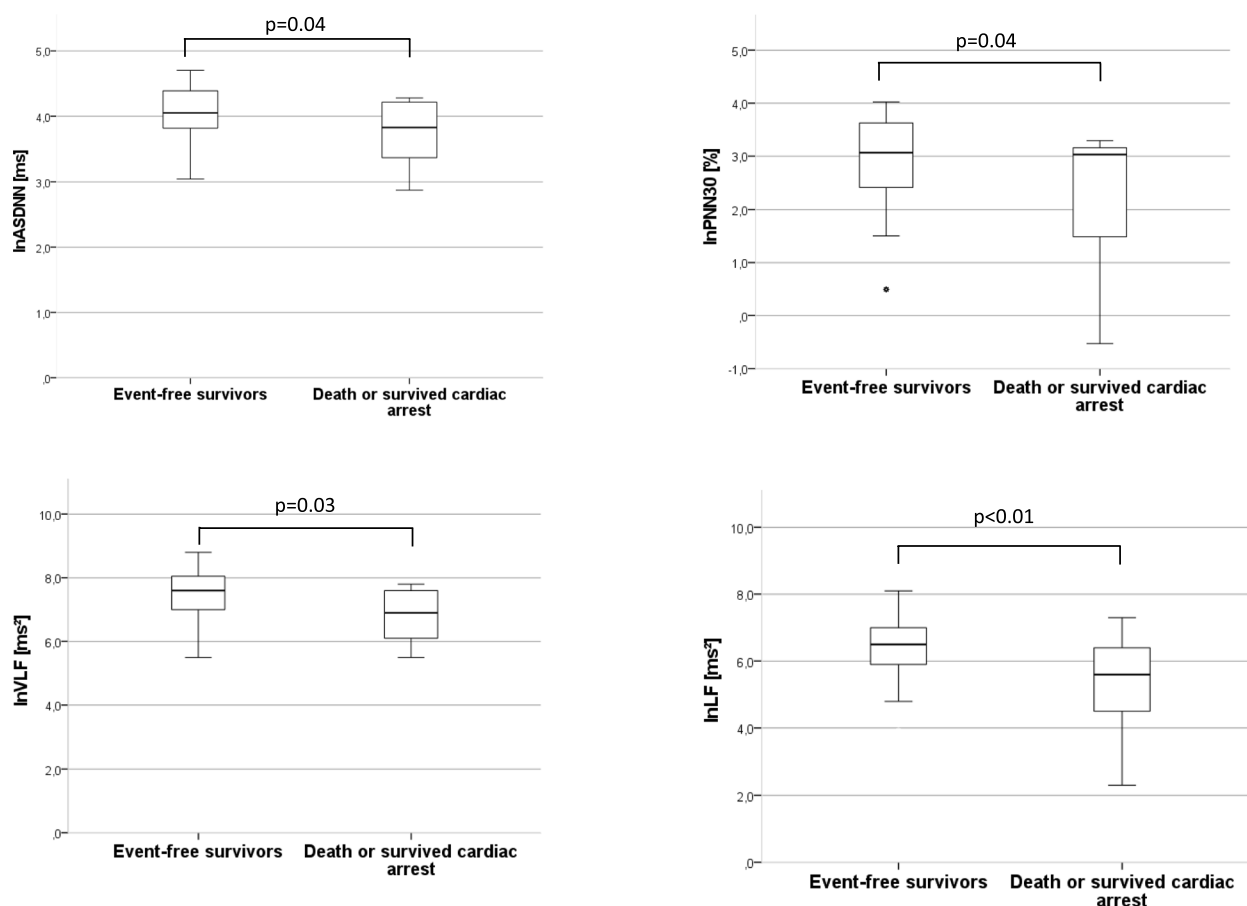 p=0.04
5,0
4,0
3,0
2,0
1,0
,0
lnASDNN [ms]
Event-free survivors
Death or survived cardiac
arrest
p=0.04
5,0
4,0
3,0
2,0
1,0
,0
-1,0
lnPNN30 [%]
Event-free survivors
Death or survived cardiac
arrest
p=0.03
10,0
8,0
6,0
4,0
2,0
,0
lnVLF [ms²]
Event-free survivors
Death or survived cardiac
arrest
p<0.01
10,0
8,0
6,0
4,0
2,0
,0
lnLF [ms²]
Event-free survivors
Death or survived cardiac
arrest